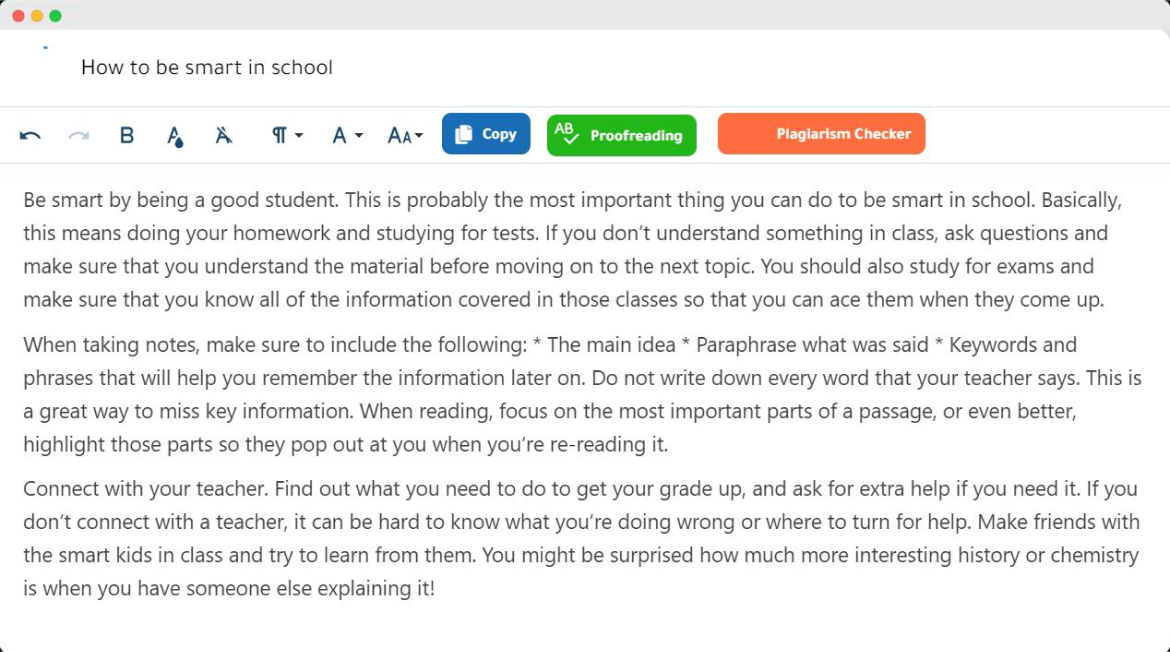 How to be smart in school
B A A ¶ A AA Copy AB Proofreading Plagiarism Checker
Be smart by being a good student. This is probably the most important thing you can do to be smart in school. Basically,
this means doing your homework and studying for tests. If you don’t understand something in class, ask questions and
make sure that you understand the material before moving on to the next topic. You should also study for exams and
make sure that you know all of the information covered in those classes so that you can ace them when they come up.
When taking notes, make sure to include the following: * The main idea * Paraphrase what was said * Keywords and
phrases that will help you remember the information later on. Do not write down every word that your teacher says. This is
a great way to miss key information. When reading, focus on the most important parts of a passage, or even better,
highlight those parts so they pop out at you when you’re re-reading it.
Connect with your teacher. Find out what you need to do to get your grade up, and ask for extra help if you need it. If you
don’t connect with a teacher, it can be hard to know what you’re doing wrong or where to turn for help. Make friends with
the smart kids in class and try to learn from them. You might be surprised how much more interesting history or chemistry
is when you have someone else explaining it!